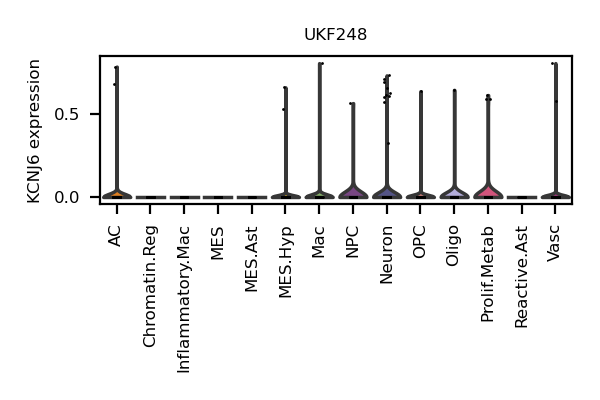 UKF248
KCNJ6 expression
0.5
0.0
AC
Chromatin.Reg
Inflammatory.Mac
MES
MES.Ast
MES.Hyp
Mac
NPC
Neuron
OPC
Oligo
Prolif.Metab
Reactive.Ast
Vasc